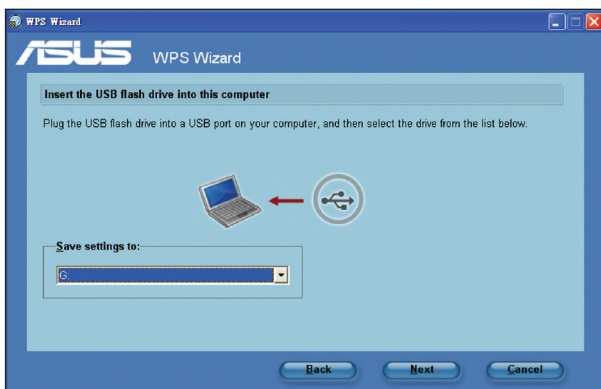 WPS Wizard
ASUS WPS Wizard
Insert the USB flash drive into this computer
Plug the USB flash drive into a USB port on your computer, and then select the drive from the list below.
Save settings to:
G:
Back Next Cancel